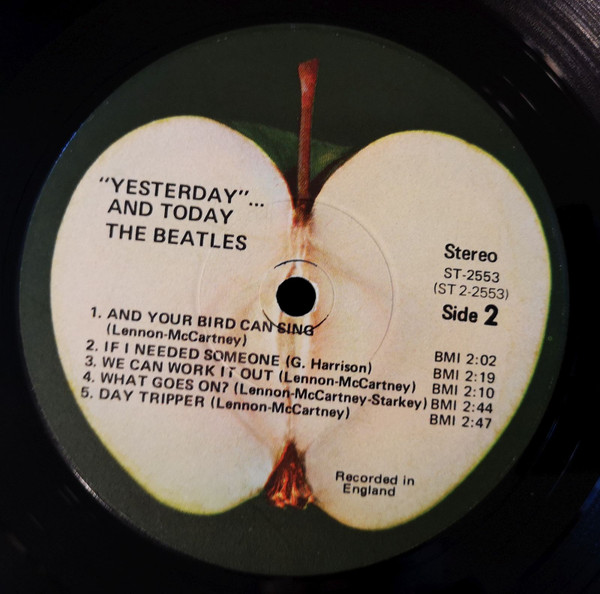 "YESTERDAY"...
AND TODAY
THE BEATLES
Stereo
ST-2553
(ST 2-2553)
Side 2
1. AND YOUR BIRD CAN SING
(Lennon-McCartney) BMI 2:02
2. IF I NEEDED SOMEONE (G. Harrison) BMI 2:19
3. WE CAN WORK IT OUT (Lennon-McCartney) BMI 2:10
4. WHAT GOES ON? (Lennon-McCartney-Starkey) BMI 2:44
5. DAY TRIPPER (Lennon-McCartney) BMI 2:47
Recorded in
England